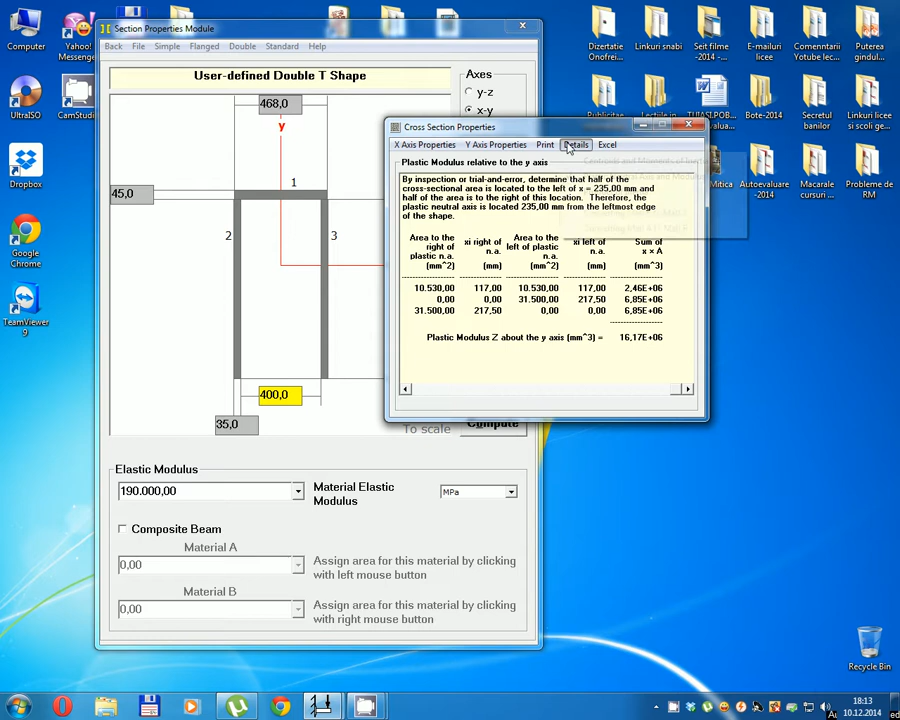 Computer
Yahoo!
Messenge...
UltraISO
CamStudi...
Dropbox
Google
Chrome
TeamViewer
9
Section Properties Module
Back File Simple Flanged Double Standard Help
User-defined Double T Shape
Axes
y-z
x-y
468,0
y
45,0
1
2
3
400,0
35,0
To scale
Compute
Elastic Modulus
190.000,00
Material Elastic
Modulus
MPa
Composite Beam
Material A
0,00
Assign area for this material by clicking
with left mouse button
Material B
0,00
Assign area for this material by clicking
with right mouse button
Cross Section Properties
X Axis Properties Y Axis Properties Print Details Excel
Plastic Modulus relative to the y axis
By inspection or trial-and-error, determine that half of the
cross-sectional area is located to the left of x = 235,00 mm and
half of the area is to the right of this location. Therefore, the
plastic neutral axis is located 235,00 mm from the leftmost edge
of the shape.
Area to the right of plastic n.a. (mm^2) xi right of n.a. (mm) Area to the left of plastic n.a. (mm^2) xi left of n.a. (mm) Sum of x × A (mm^3)
10.530,00 117,00 10.530,00 117,00 2,46E+06
0,00 0,00 31.500,00 217,50 6,85E+06
31.500,00 217,50 0,00 0,00 6,85E+06
Plastic Modulus Z about the y axis (mm^3) = 16,17E+06
Dizertatie
Onofrei...
Linkuri snabi
Seit filme
-2014 -
E-mailuri
licee
Comenntarii
Yotube lec...
Puterea
gindul...
Bote-2014
Secretul
banilor
Linkuri licee
si scoli ge...
Mitica
Autoevaluare
-2014
Macarale
cursuri ...
Probleme de
RM
Recycle Bin
18:13
10.12.2014